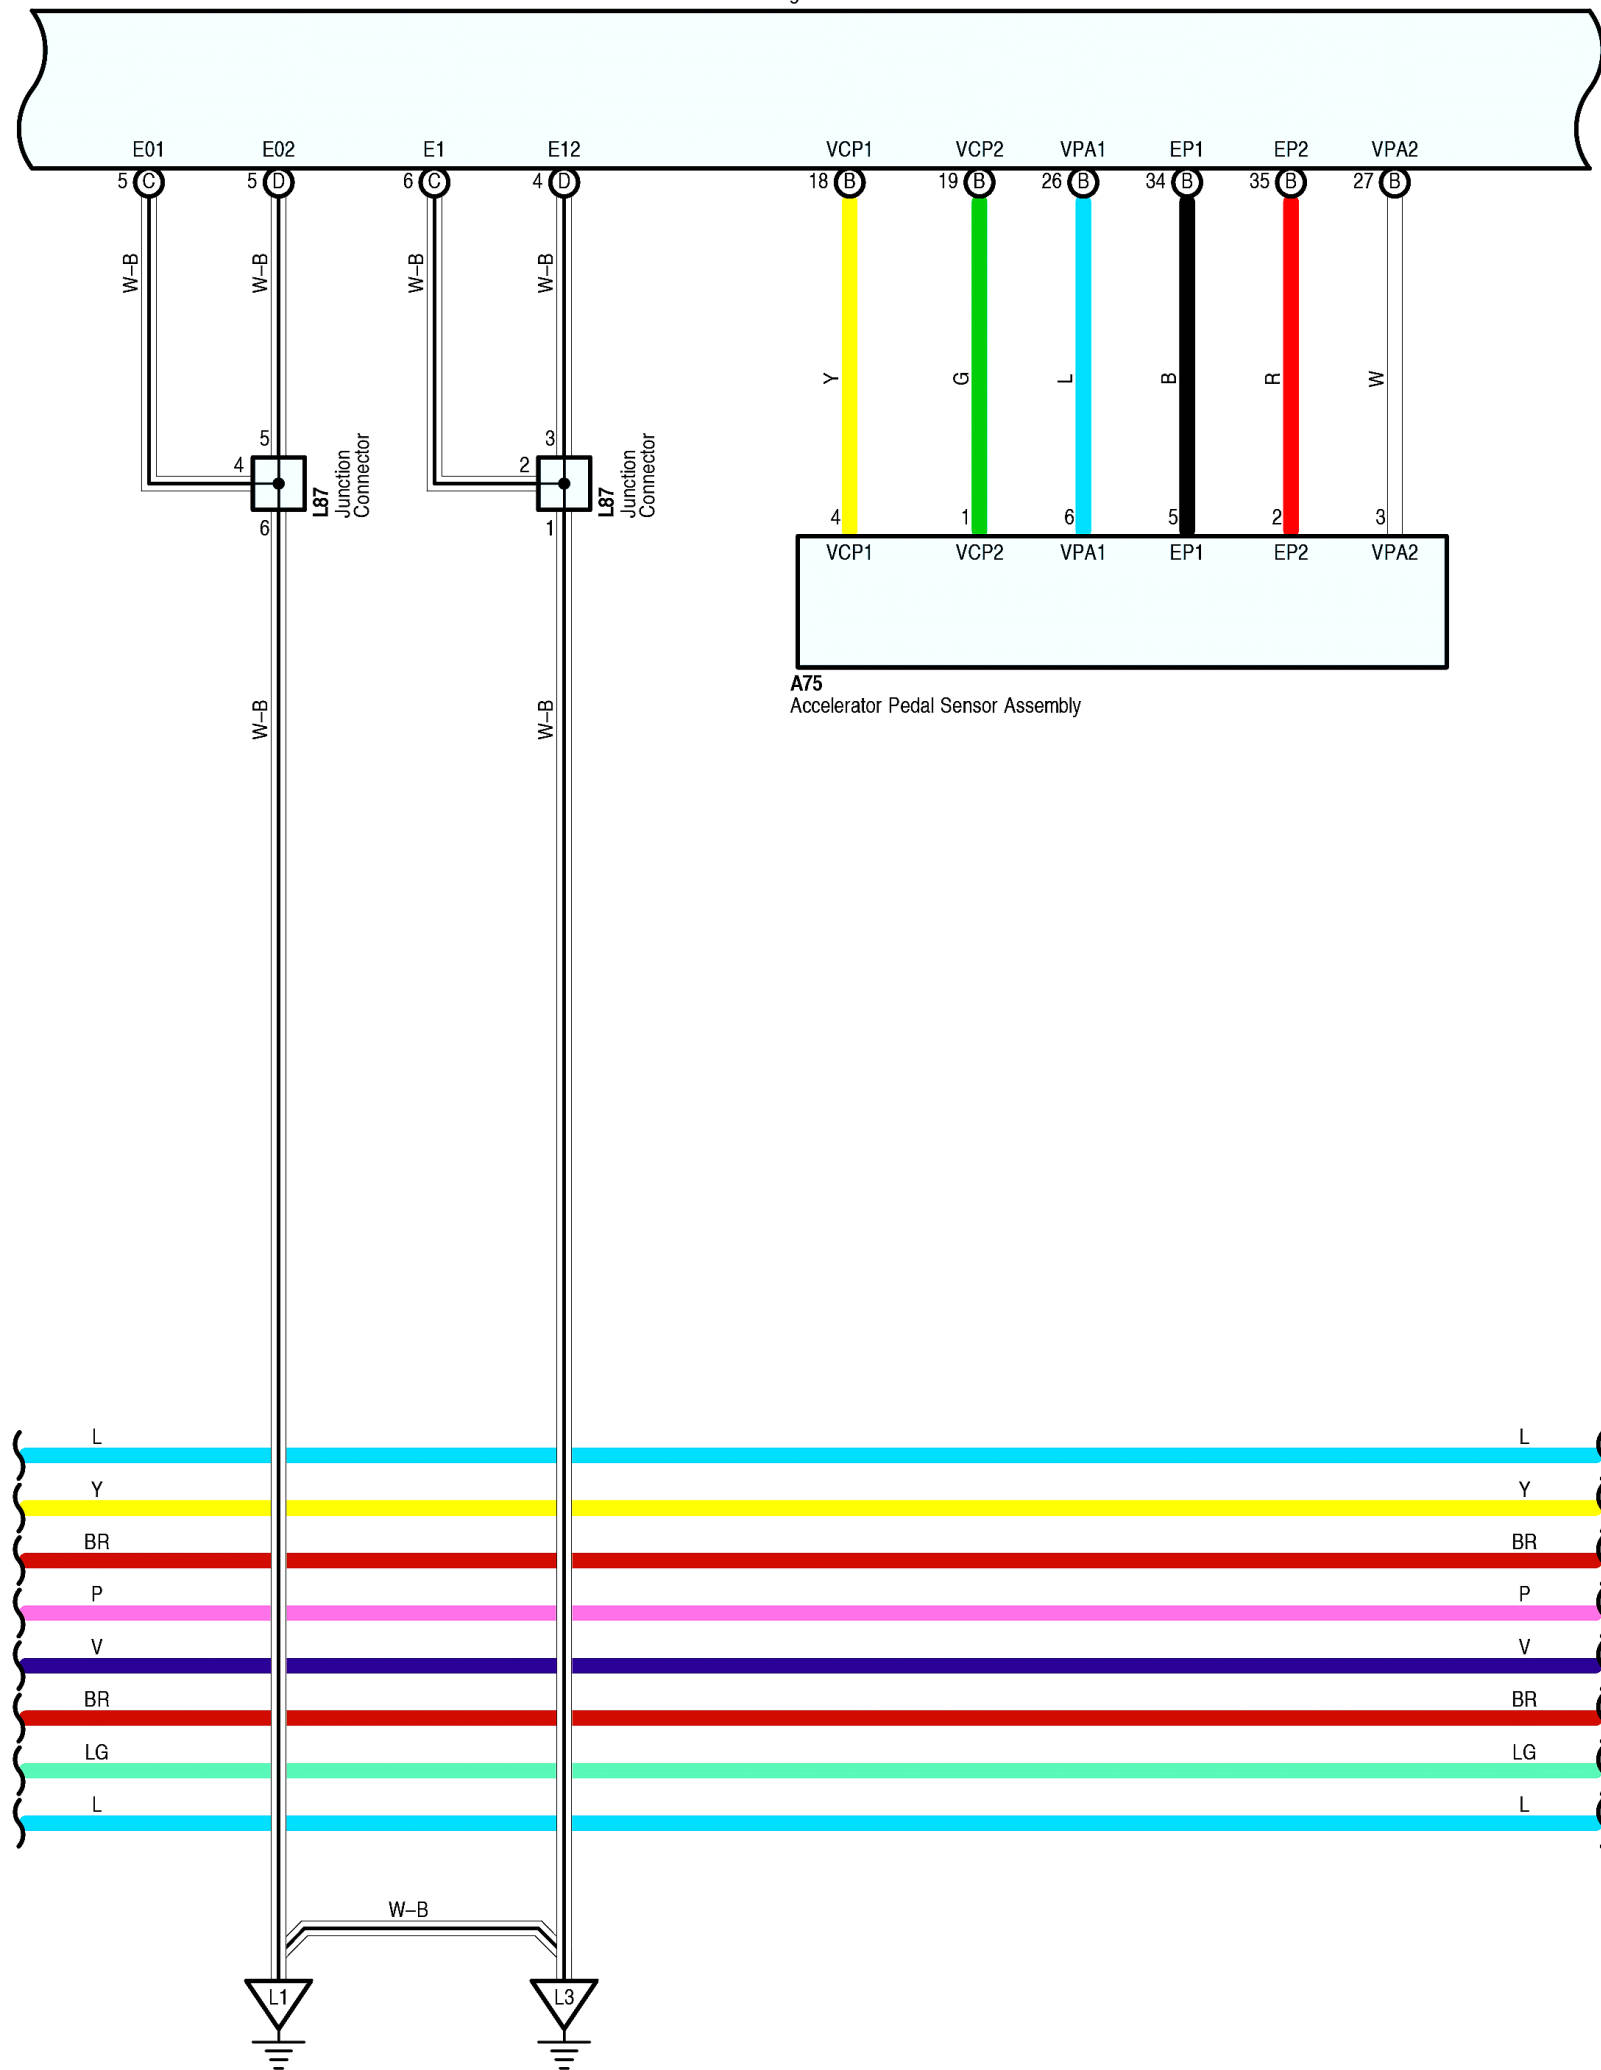 E01 E02 E1 E12 VCP1 VCP2 VPA1 EP1 EP2 VPA2
5 C 5 D 6 C 4 D 18 B 19 B 26 B 34 B 35 B 27 B
W–B W–B W–B W–B
Y G L B R W
5 3
4 2
L87
Junction
Connector
L87
Junction
Connector
6 1
4 1 6 5 2 3
VCP1 VCP2 VPA1 EP1 EP2 VPA2
A75
Accelerator Pedal Sensor Assembly
W–B W–B
L L
Y Y
BR BR
P P
V V
BR BR
LG LG
L L
W–B
L1 L3